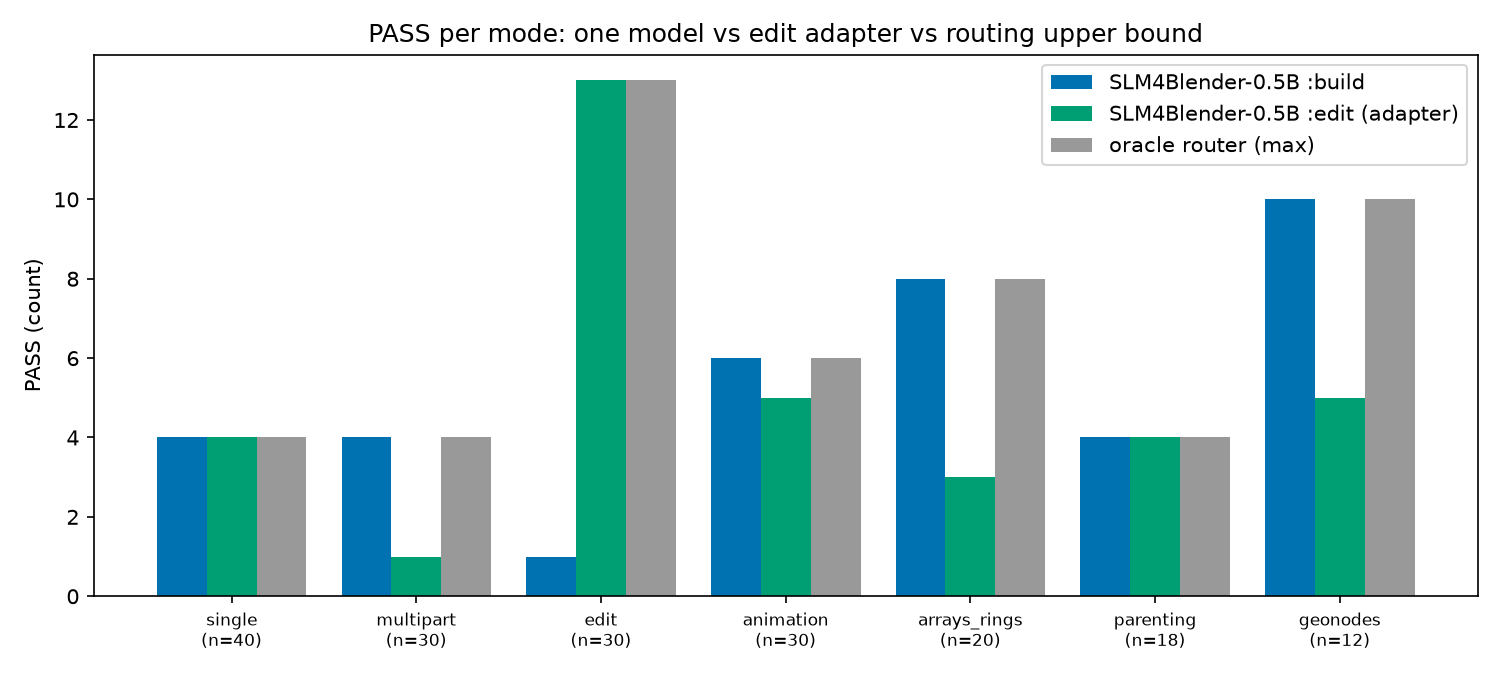 PASS per mode: one model vs edit adapter vs routing upper bound
SLM4Blender-0.5B :build
SLM4Blender-0.5B :edit (adapter)
oracle router (max)
PASS (count)
12
10
8
6
4
2
0
single
(n=40)
multipart
(n=30)
edit
(n=30)
animation
(n=30)
arrays_rings
(n=20)
parenting
(n=18)
geonodes
(n=12)